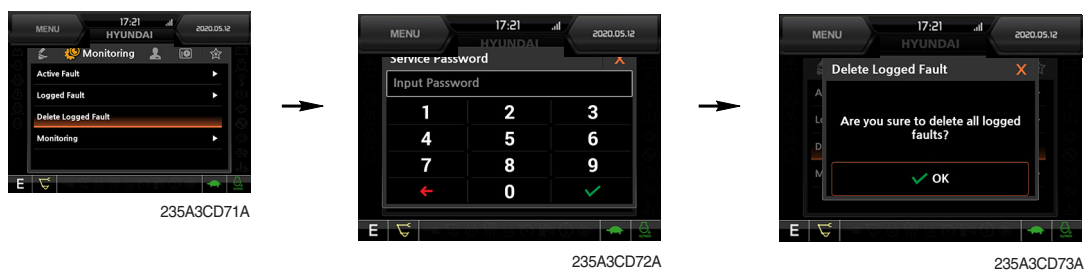 MENU
17:21
HYUNDAI
2020.05.12
Monitoring
Active Fault
Logged Fault
Delete Logged Fault
Monitoring
E
235A3CD71A
MENU
17:21
HYUNDAI
2020.05.12
Service Password
X
Input Password
1 2 3
4 5 6
7 8 9
0
E
235A3CD72A
MENU
17:21
HYUNDAI
2020.05.12
Delete Logged Fault
X
A
L
D
M
Are you sure to delete all logged
faults?
OK
E
235A3CD73A